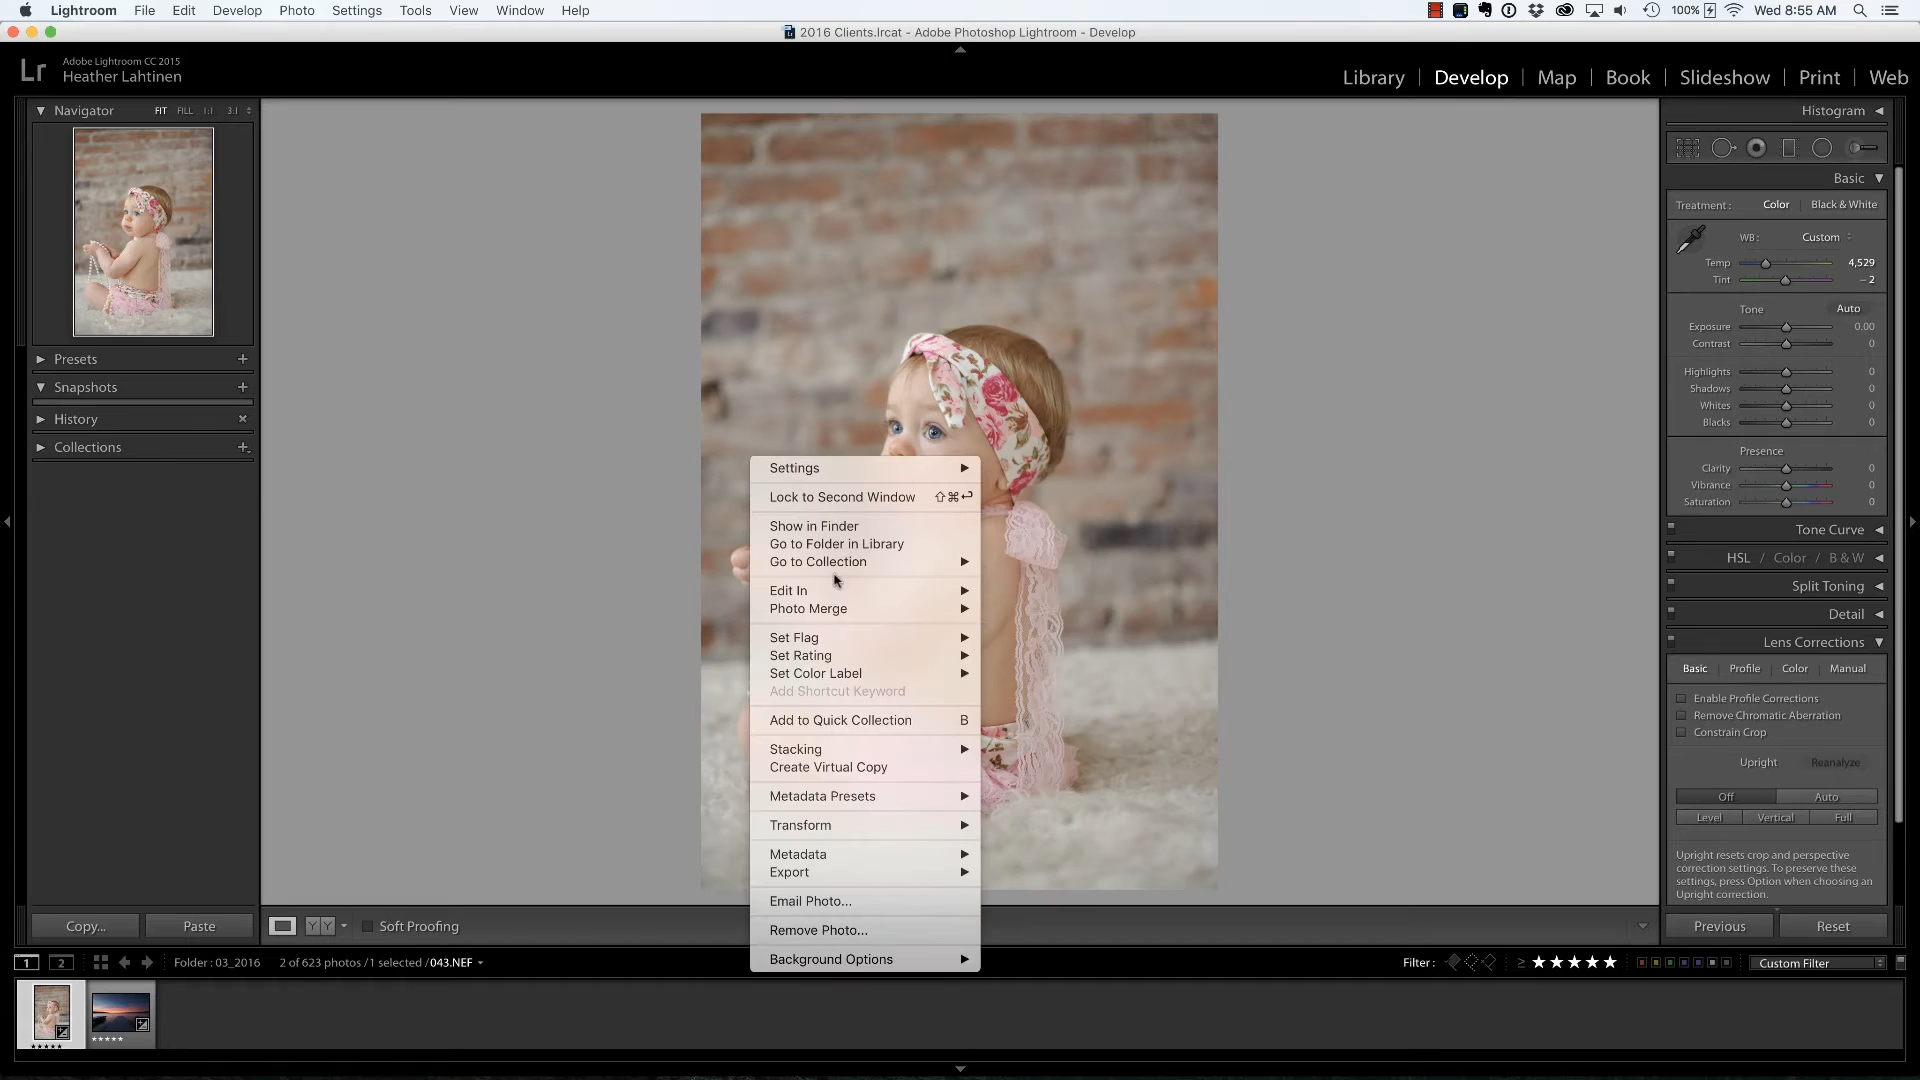 Lightroom File Edit Develop Photo Settings Tools View Window Help 100% Wed 8:55 AM
2016 Clients.lrcat - Adobe Photoshop Lightroom - Develop
Lr Adobe Lightroom CC 2015
Heather Lahtinen
Library Develop Map Book Slideshow Print Web
Navigator FIT FILL 1:1 3:1
Presets
Snapshots
History
Collections
Copy... Paste
Settings
Lock to Second Window ⇧⌘↩
Show in Finder
Go to Folder in Library
Go to Collection
Edit In
Photo Merge
Set Flag
Set Rating
Set Color Label
Add Shortcut Keyword
Add to Quick Collection B
Stacking
Create Virtual Copy
Metadata Presets
Transform
Metadata
Export
Email Photo...
Remove Photo...
Background Options
Histogram
Basic
Treatment : Color Black & White
WB : Custom
Temp 4,529
Tint – 2
Tone Auto
Exposure 0.00
Contrast 0
Highlights 0
Shadows 0
Whites 0
Blacks 0
Presence
Clarity 0
Vibrance 0
Saturation 0
Tone Curve
HSL / Color / B & W
Split Toning
Detail
Lens Corrections
Basic Profile Color Manual
Enable Profile Corrections
Remove Chromatic Aberration
Constrain Crop
Upright Reanalyze
Off Auto
Level Vertical Full
Upright resets crop and perspective
correction settings. To preserve these
settings, press Option when choosing an
Upright correction.
Previous Reset
Y Y Soft Proofing
1 2 Folder : 03_2016 2 of 623 photos /1 selected /043.NEF Filter : ≥ ★★★★★ Custom Filter